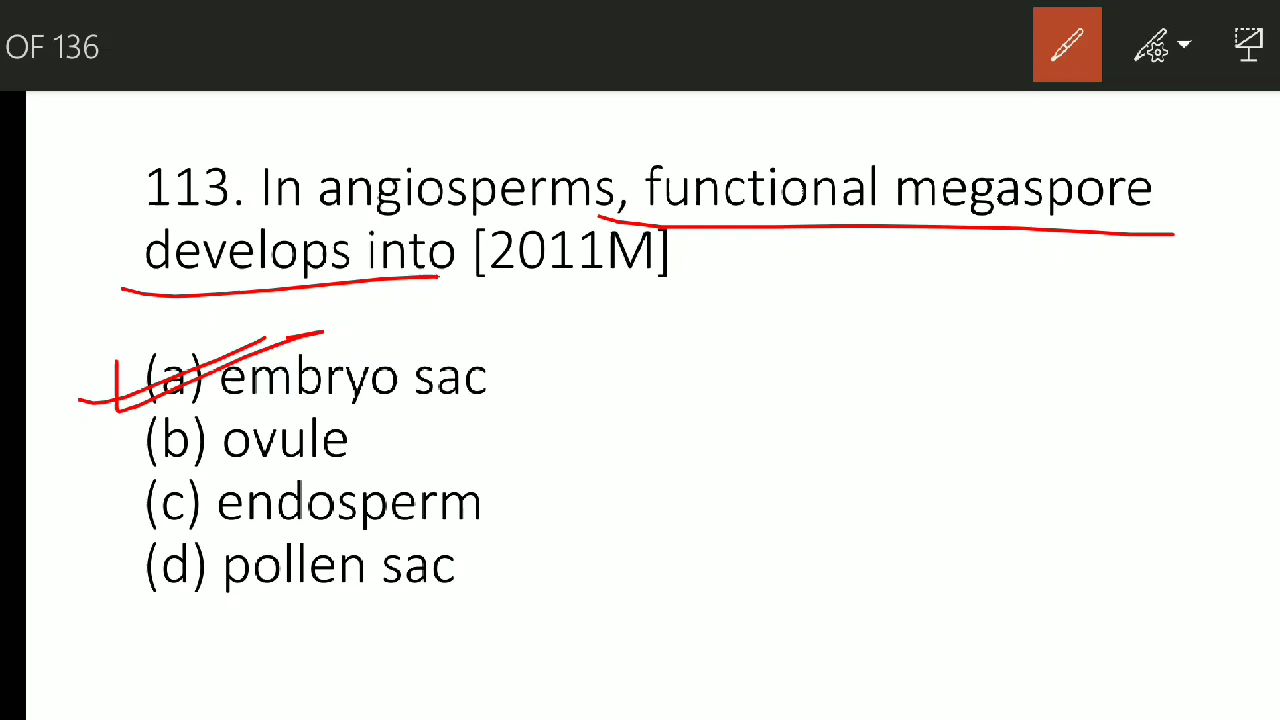 OF 136
113. In angiosperms, functional megaspore
develops into [2011M]
(a) embryo sac
(b) ovule
(c) endosperm
(d) pollen sac